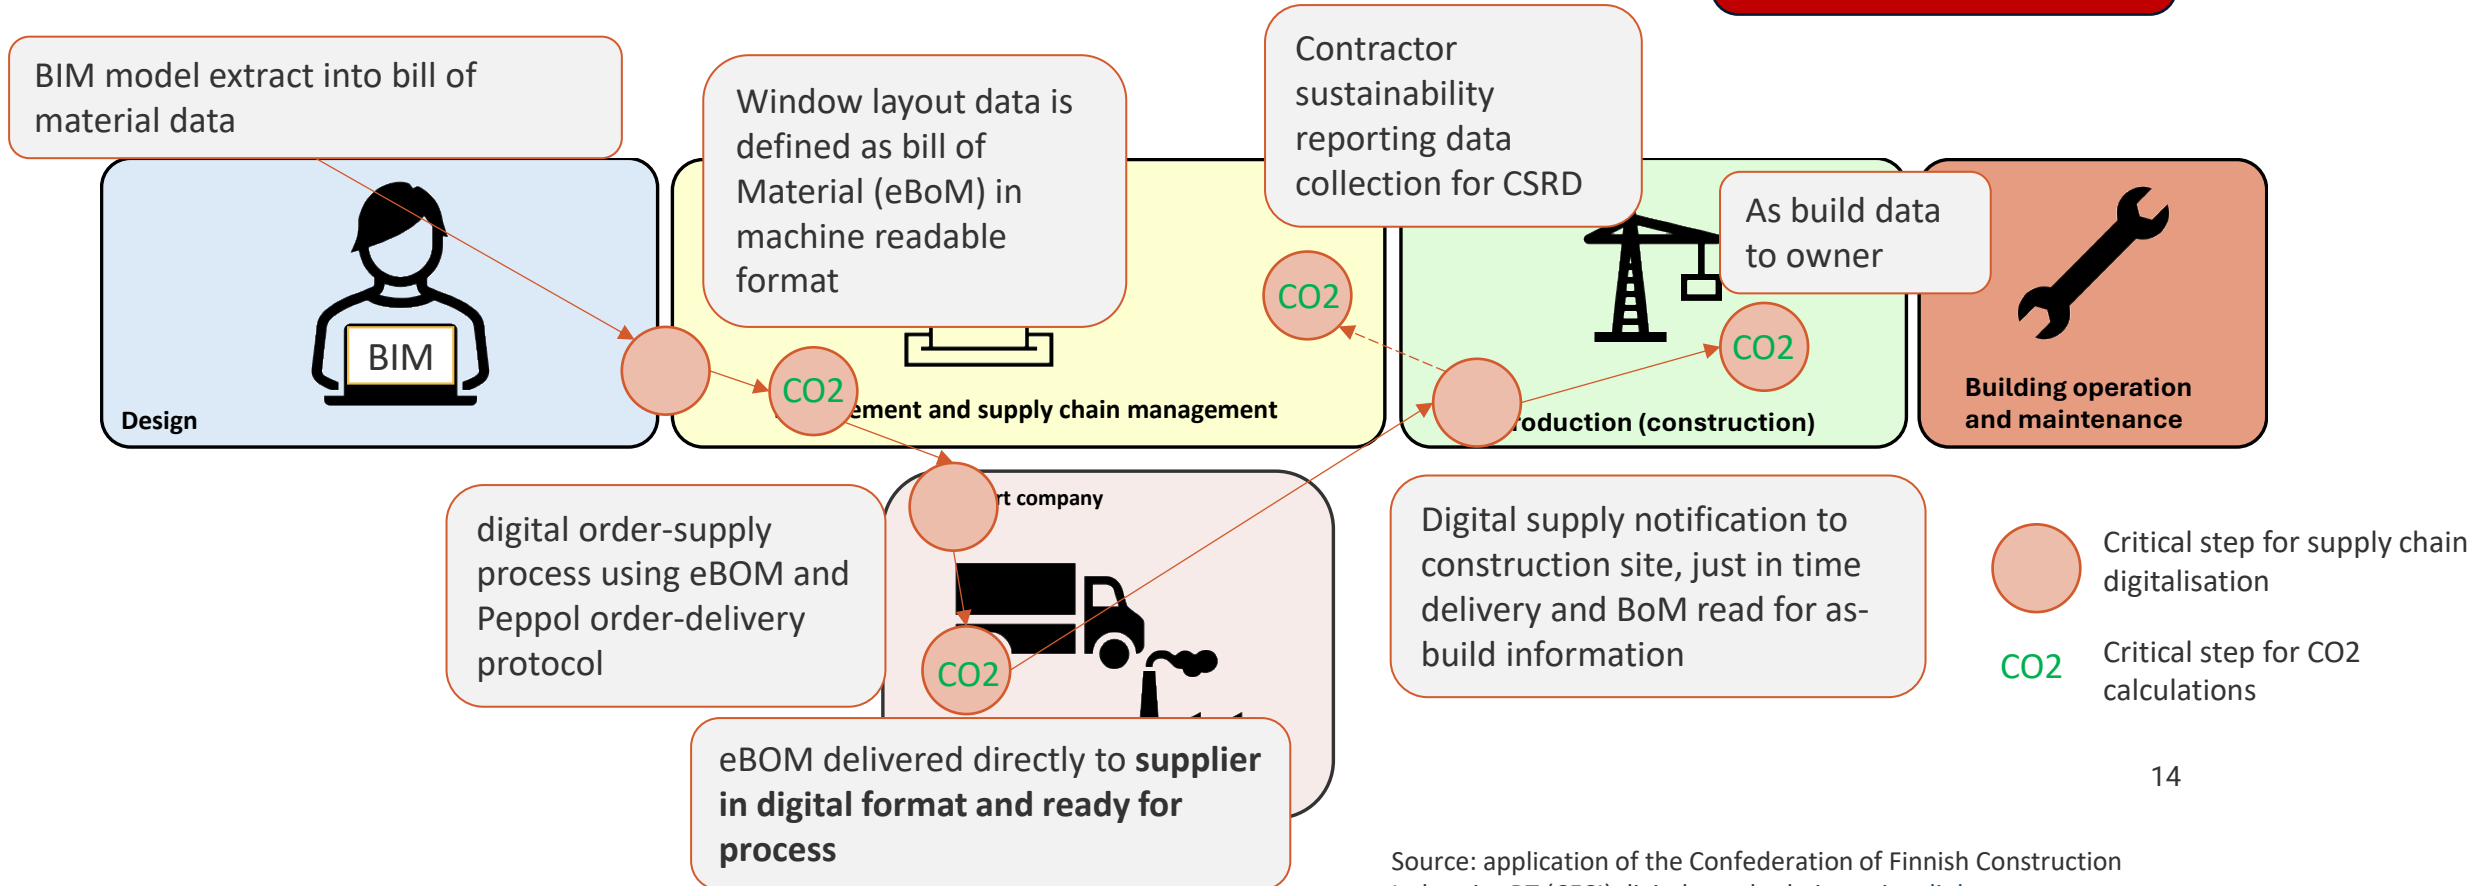 BIM model extract into bill of
material data
Window layout data is
defined as bill of
Material (eBoM) in
machine readable
format
Contractor
sustainability
reporting data
collection for CSRD
As build data
to owner
BIM
Design
CO2
CO2
CO2
and supply chain management
(construction)
Building operation
and maintenance
digital order-supply
process using eBOM and
Peppol order-delivery
protocol
company
CO2
eBOM delivered directly to supplier
in digital format and ready for
process
Digital supply notification to
construction site, just in time
delivery and BoM read for as-
build information
Critical step for supply chain
digitalisation
CO2
Critical step for CO2
calculations
14
Source: application of the Confederation of Finnish Construction